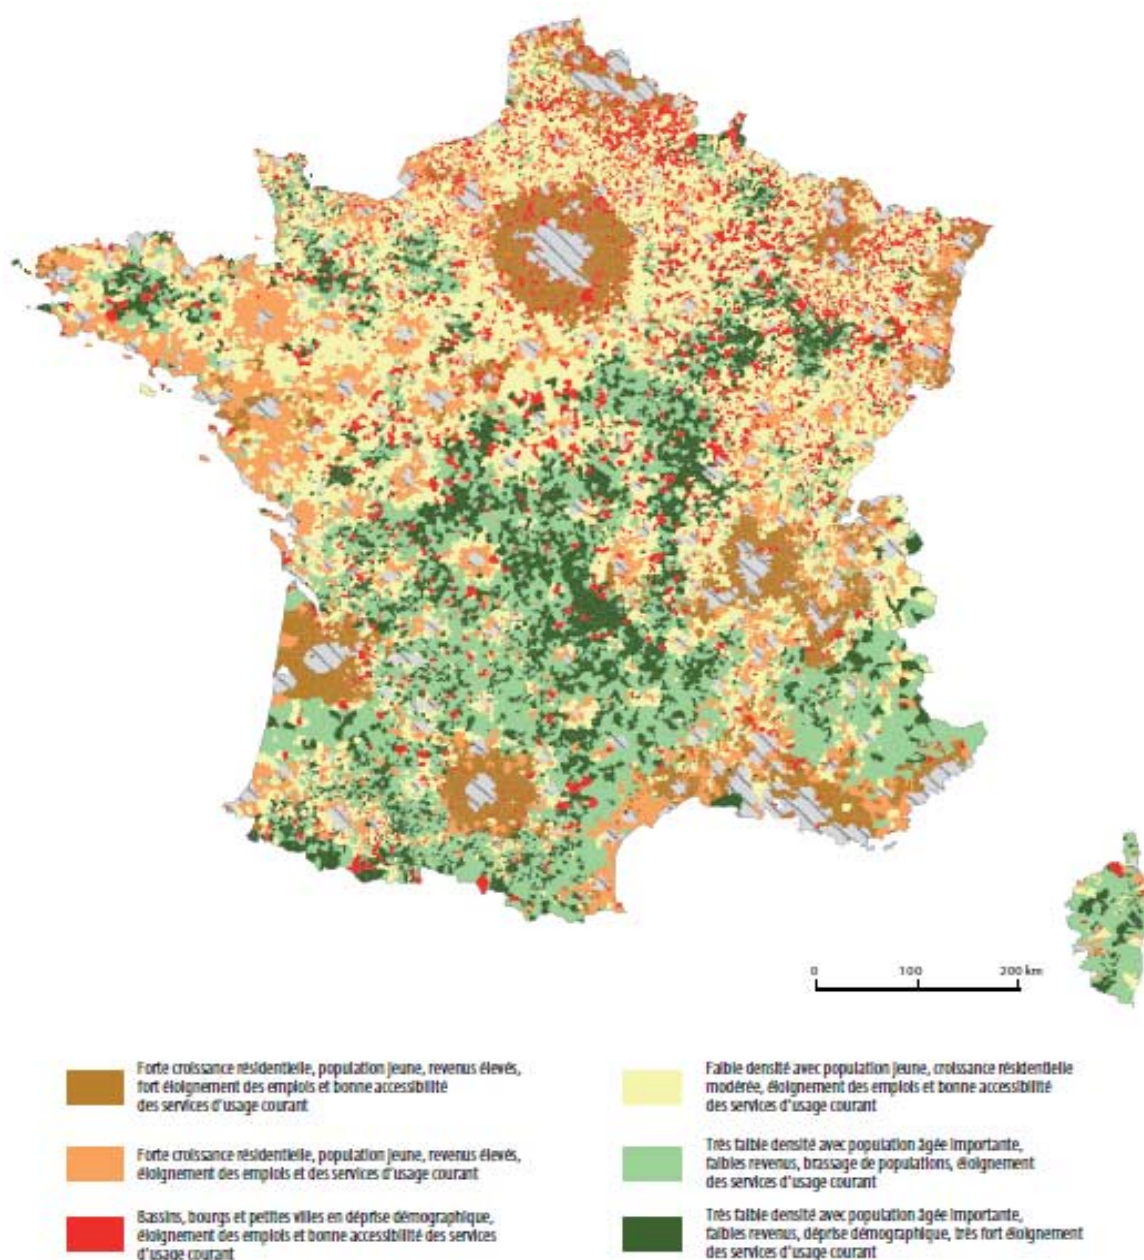 0 100 200 km
Forte croissance résidentielle, population jeune, revenus élevés,
fort éloignement des emplois et bonne accessibilité
des services d'usage courant
Forte croissance résidentielle, population jeune, revenus élevés,
éloignement des emplois et des services d'usage courant
Bassins, bourgs et petites villes en déprise démographique,
éloignement des emplois et bonne accessibilité des services
d'usage courant
Faible densité avec population jeune, croissance résidentielle
modérée, éloignement des emplois et bonne accessibilité
des services d'usage courant
Très faible densité avec population âgée importante,
faibles revenus, brassage de populations, éloignement
des services d'usage courant
Très faible densité avec population âgée importante,
faibles revenus, déprise démographique, très fort éloignement
des services d'usage courant